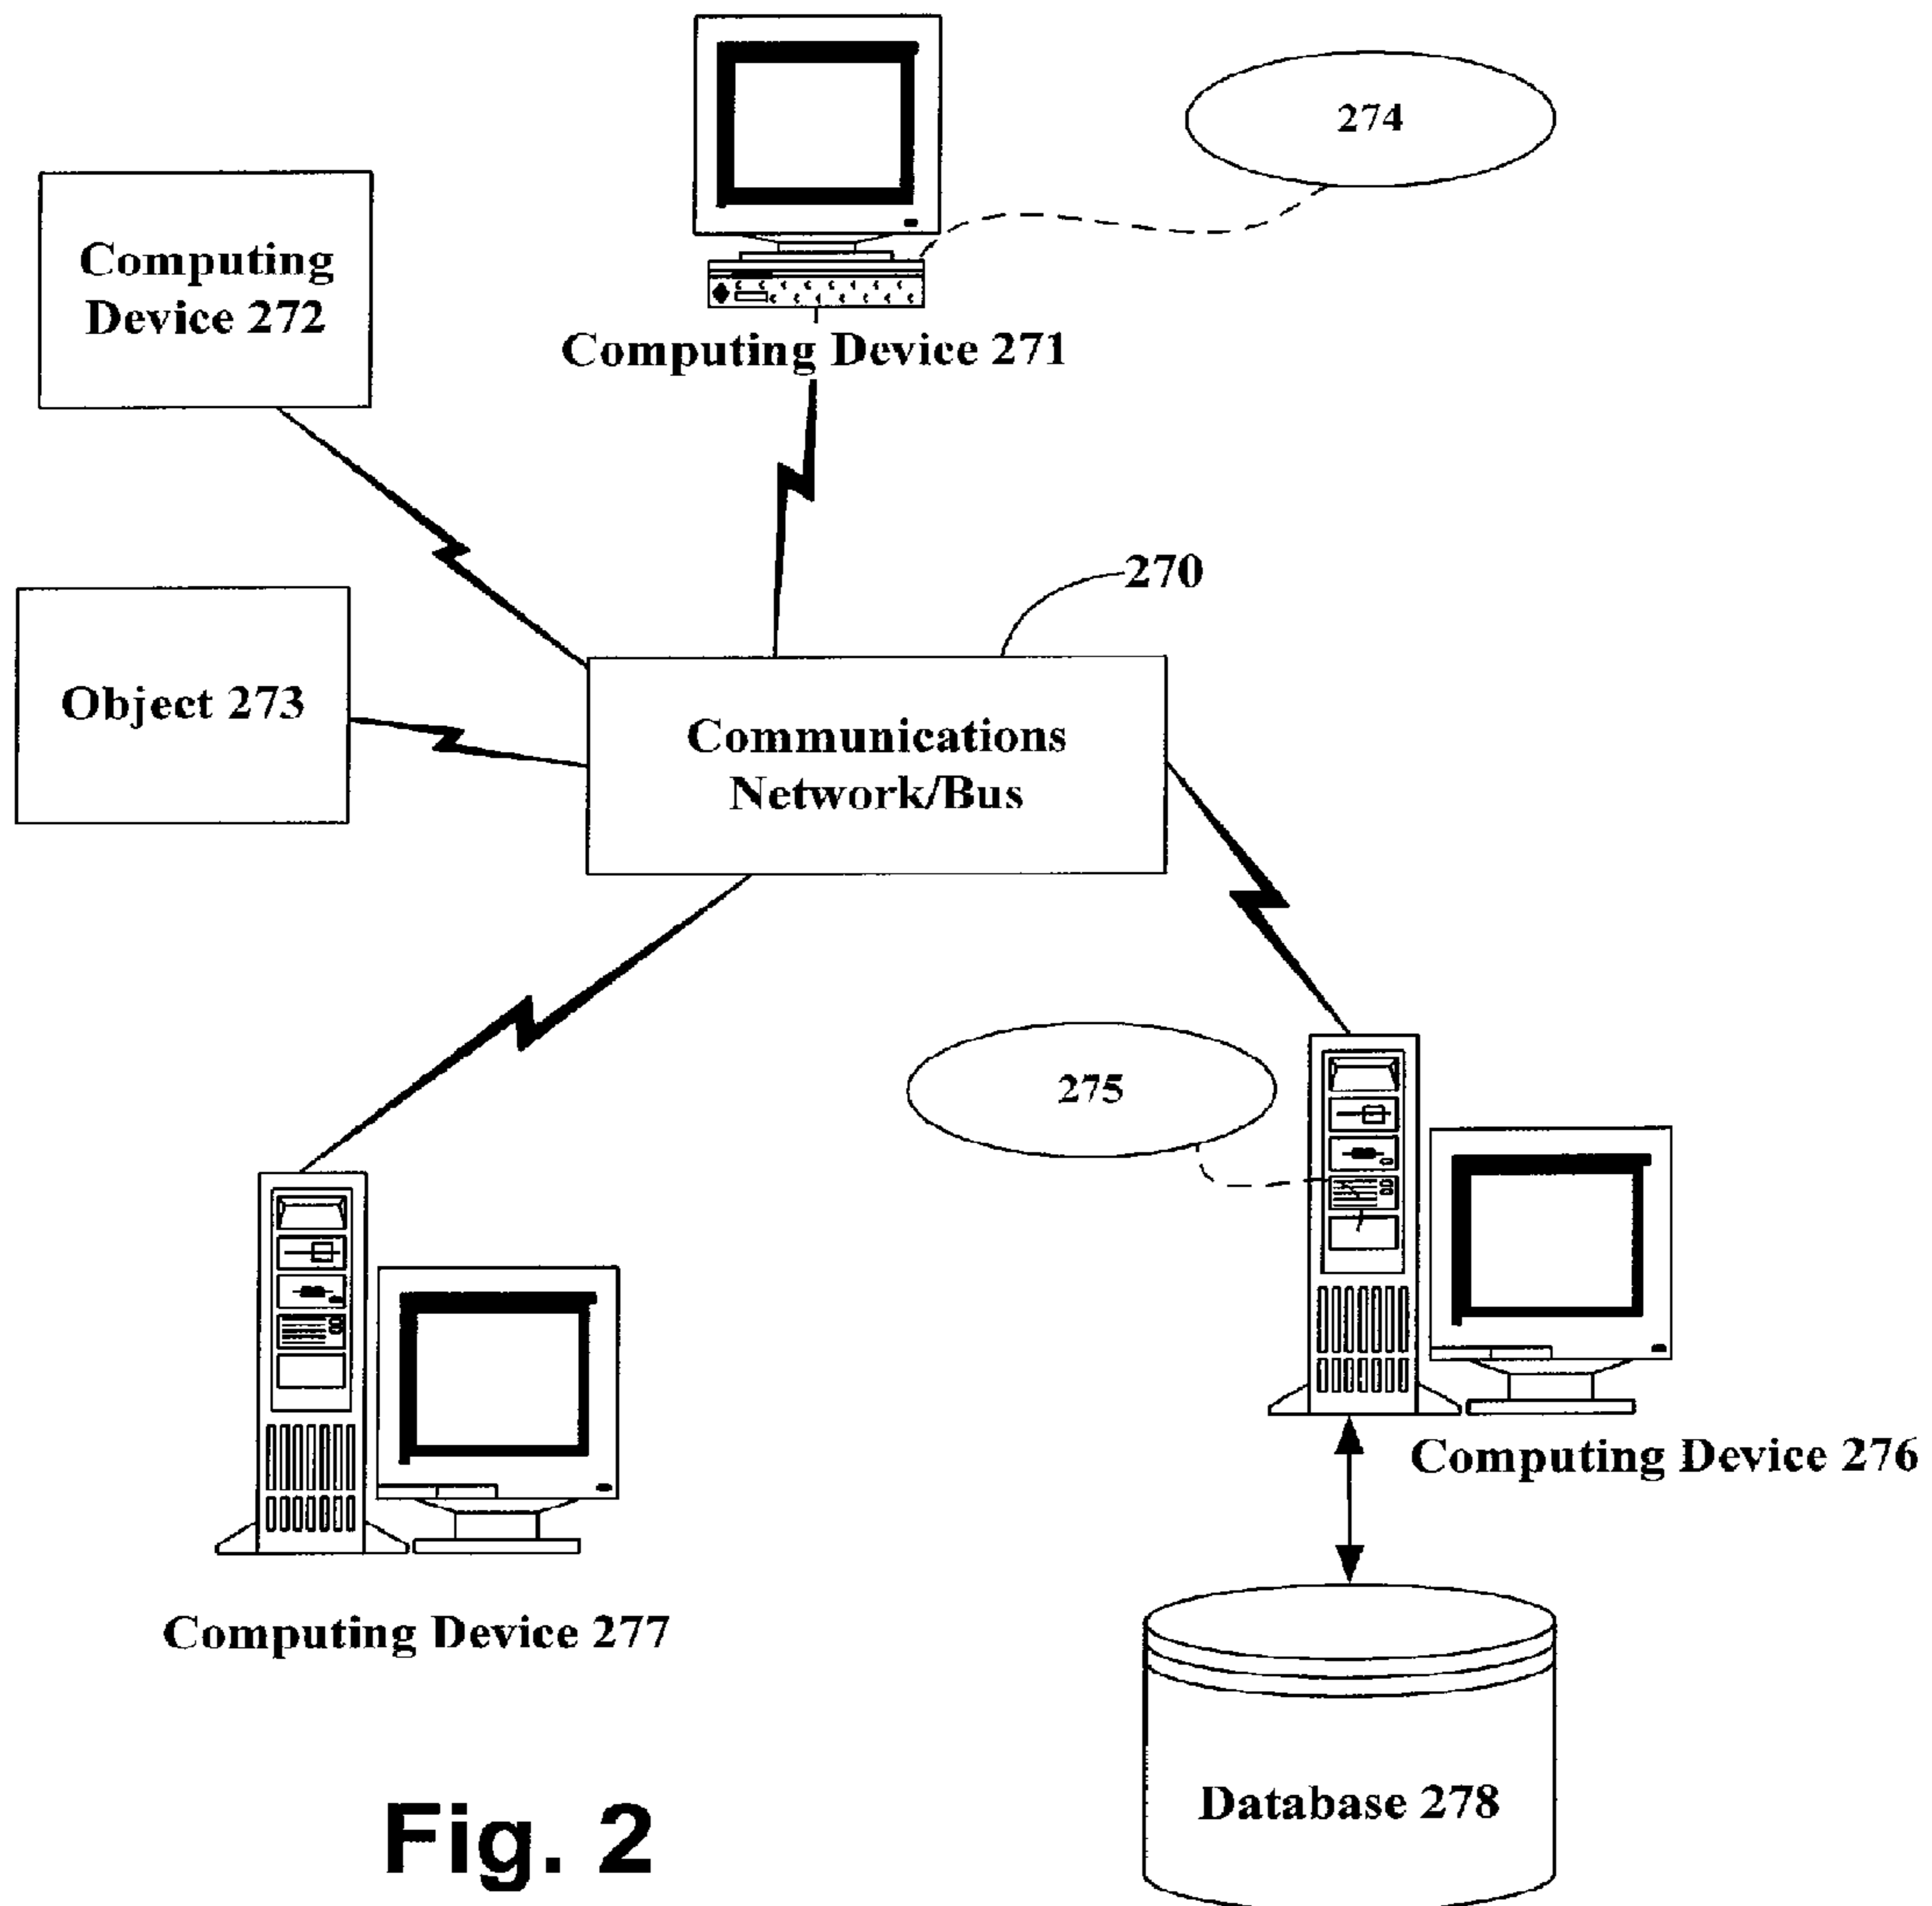 274
Computing
Device 272
Computing Device 271
270
Object 273
Communications
Network/Bus
275
Computing Device 276
Computing Device 277
Database 278
Fig. 2